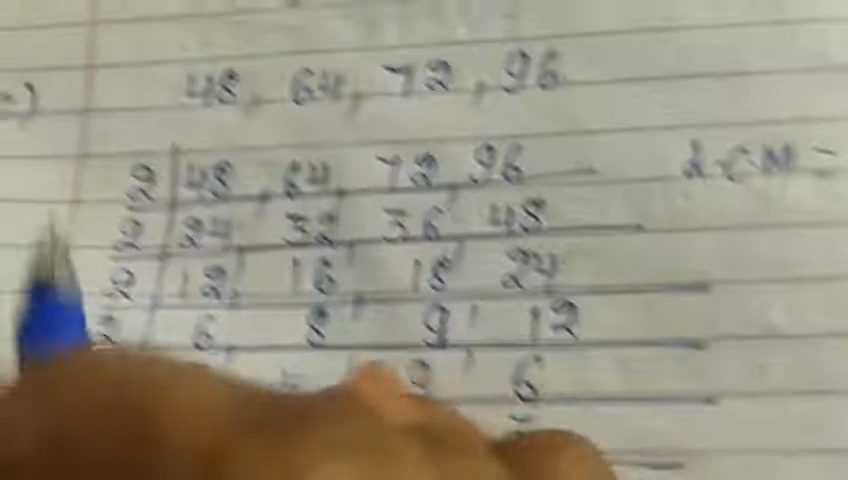 48, 64, 72, 96
2 48, 64, 72, 96 L.C.M =
2 24, 32, 36, 48
2 12, 16, 18, 24
2 6, 8, 9, 12
9, 6